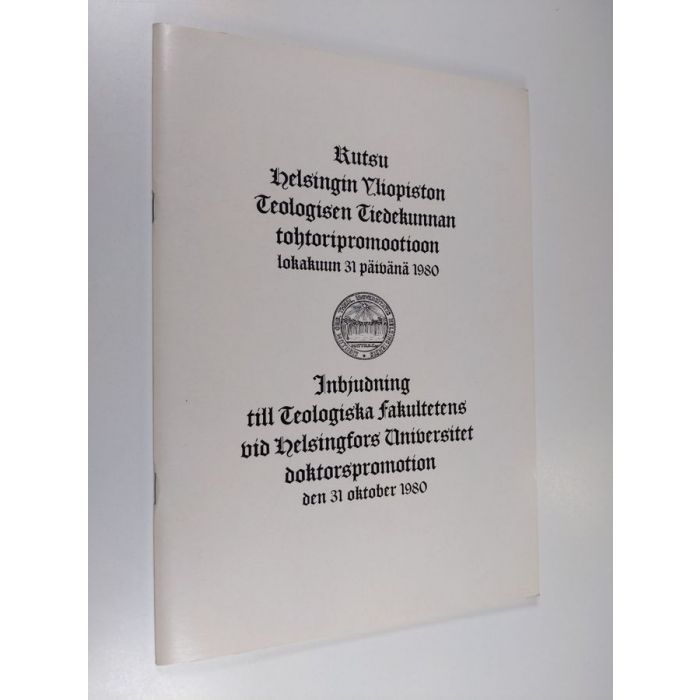 Kutsu
Helsingin Yliopiston
Teologisen Tiedekunnan
tohtoripromootioon
lokakuun 31 päivänä 1980
Inbjudning
till Teologiska Fakultetens
vid Helsingfors Universitet
doktorspromotion
den 31 oktober 1980